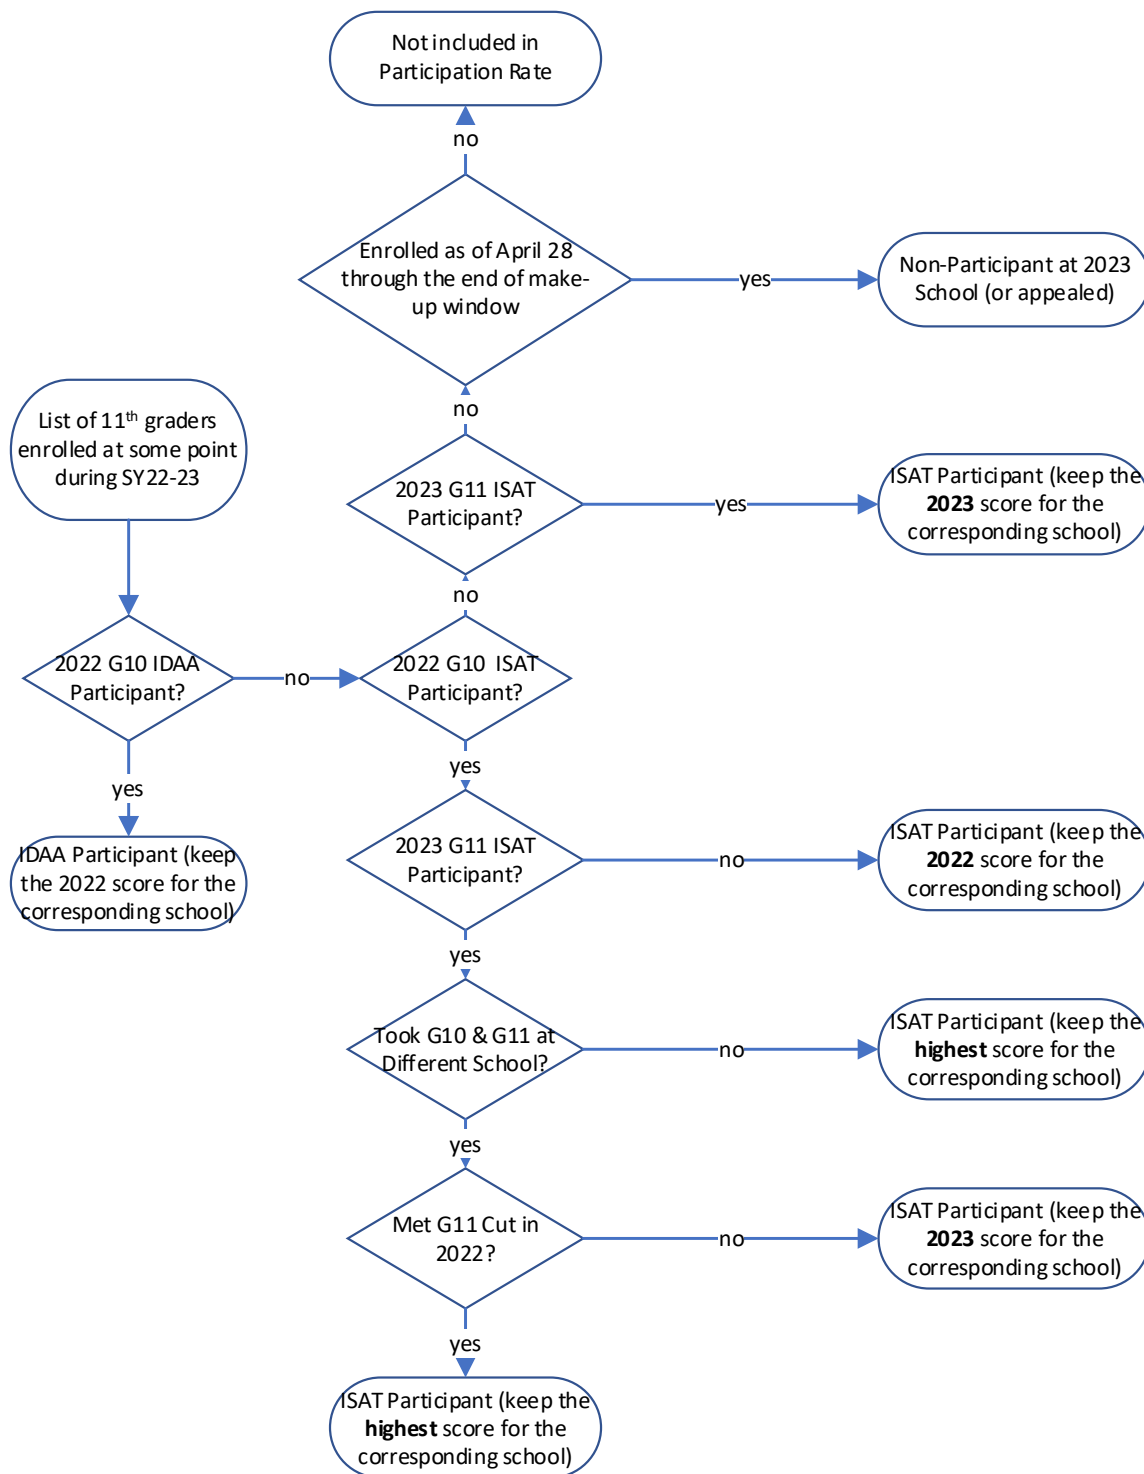 Not included in
Participation Rate
no
Enrolled as of April 28
through the end of make-
up window
yes
Non-Participant at 2023
School (or appealed)
no
List of 11th graders
enrolled at some point
during SY22-23
2023 G11 ISAT
Participant?
yes
ISAT Participant (keep the
2023 score for the
corresponding school)
no
2022 G10 IDAA
Participant?
no
2022 G10 ISAT
Participant?
yes
yes
IDAA Participant (keep
the 2022 score for the
corresponding school)
2023 G11 ISAT
Participant?
no
ISAT Participant (keep the
2022 score for the
corresponding school)
yes
Took G10 & G11 at
Different School?
no
ISAT Participant (keep the
highest score for the
corresponding school)
yes
Met G11 Cut in
2022?
no
ISAT Participant (keep the
2023 score for the
corresponding school)
yes
ISAT Participant (keep the
highest score for the
corresponding school)